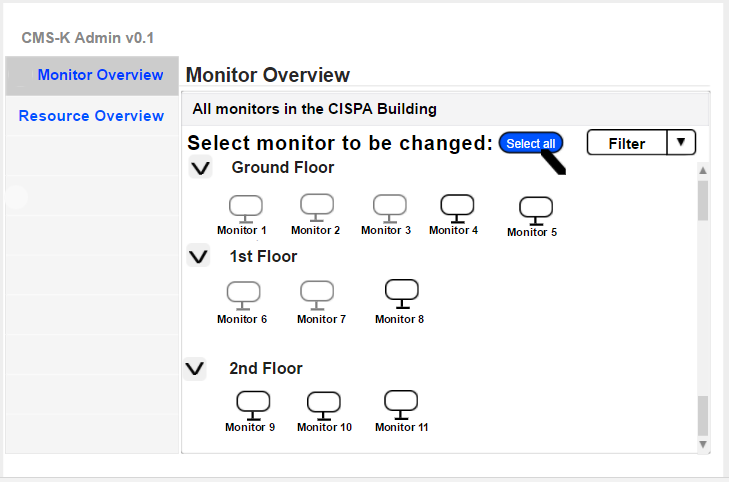 CMS-K Admin v0.1
Monitor Overview
Resource Overview
Monitor Overview
All monitors in the CISPA Building
Select monitor to be changed: Select all Filter
Ground Floor
Monitor 1 Monitor 2 Monitor 3 Monitor 4 Monitor 5
1st Floor
Monitor 6 Monitor 7 Monitor 8
2nd Floor
Monitor 9 Monitor 10 Monitor 11